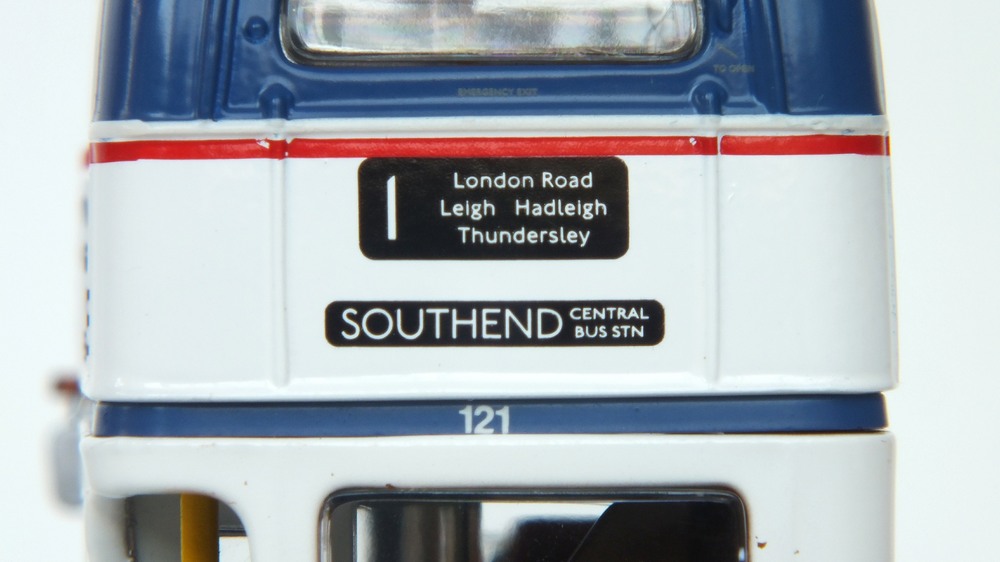 TO OPEN
EMERGENCY EXIT
1
London Road
Leigh Hadleigh
Thundersley
SOUTHEND CENTRAL BUS STN
121